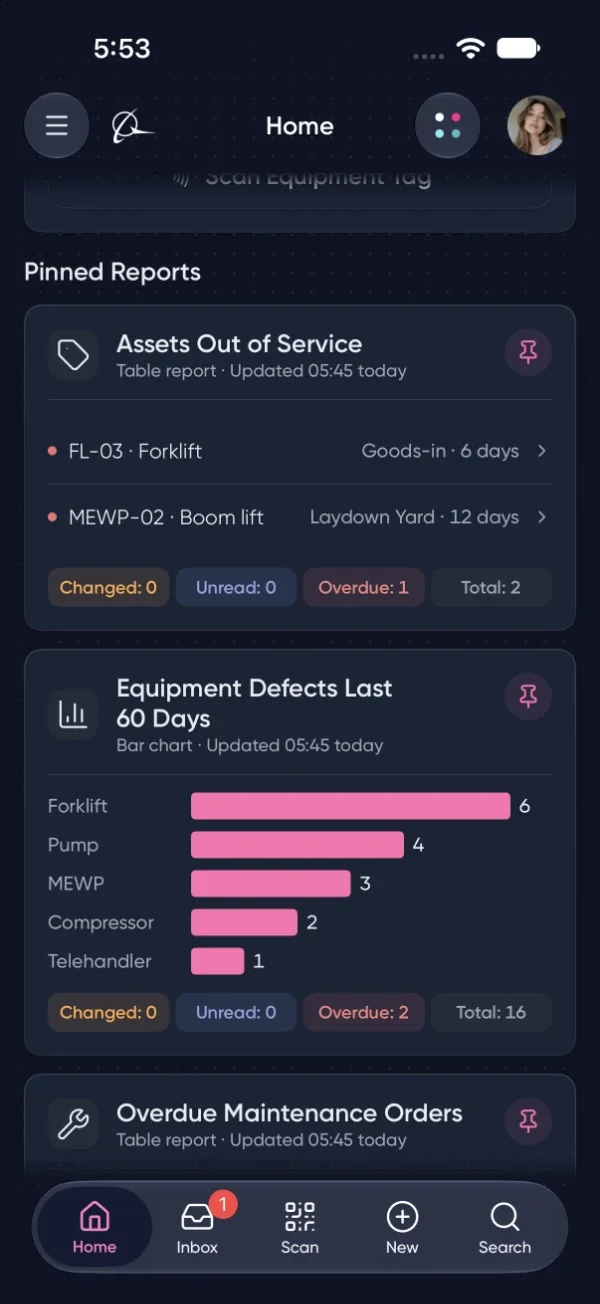 5:53
Home
Scan Equipment Tag
Pinned Reports
Assets Out of Service
Table report · Updated 05:45 today
FL-03 · Forklift Goods-in · 6 days
MEWP-02 · Boom lift Laydown Yard · 12 days
Changed: 0 Unread: 0 Overdue: 1 Total: 2
Equipment Defects Last
60 Days
Bar chart · Updated 05:45 today
Forklift 6
Pump 4
MEWP 3
Compressor 2
Telehandler 1
Changed: 0 Unread: 0 Overdue: 2 Total: 16
Overdue Maintenance Orders
Table report · Updated 05:45 today
1
Home Inbox Scan New Search